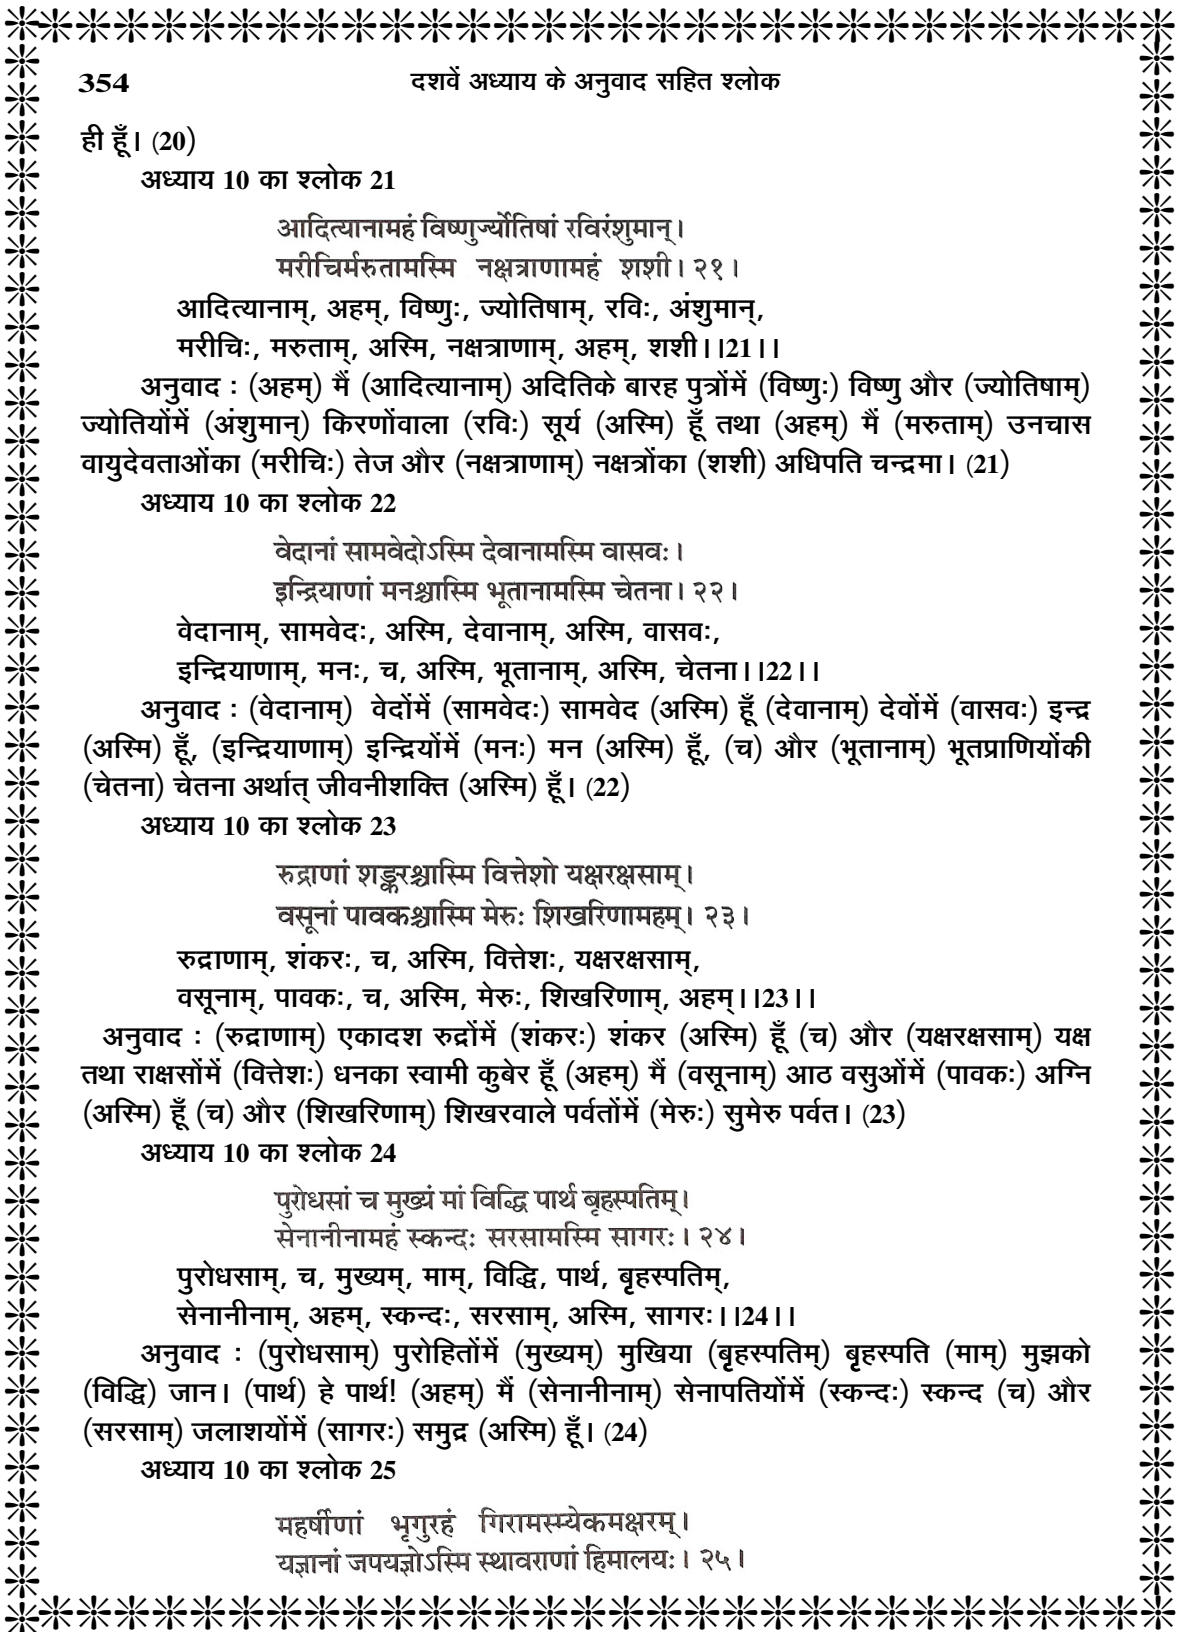 354 दशवें अध्याय के अनुवाद सहित श्लोक
ही हूँ। (20)
अध्याय 10 का श्लोक 21
आदित्यानामहं विष्णुर्ज्योतिषां रविरंशुमान्।
मरीचिर्मरुतामस्मि नक्षत्राणामहं शशी। २१।
आदित्यानाम्, अहम्, विष्णुः, ज्योतिषाम्, रविः, अंशुमान्,
मरीचिः, मरुताम्, अस्मि, नक्षत्राणाम्, अहम्, शशी।।21।।
अनुवाद : (अहम्) मैं (आदित्यानाम्) अदितिके बारह पुत्रोंमें (विष्णुः) विष्णु और (ज्योतिषाम्)
ज्योतियोंमें (अंशुमान्) किरणोंवाला (रविः) सूर्य (अस्मि) हूँ तथा (अहम्) मैं (मरुताम्) उनचास
वायुदेवताओंका (मरीचिः) तेज और (नक्षत्राणाम्) नक्षत्रोंका (शशी) अधिपति चन्द्रमा। (21)
अध्याय 10 का श्लोक 22
वेदानां सामवेदोऽस्मि देवानामस्मि वासवः।
इन्द्रियाणां मनश्चास्मि भूतानामस्मि चेतना। २२।
वेदानाम्, सामवेदः, अस्मि, देवानाम्, अस्मि, वासवः,
इन्द्रियाणाम्, मनः, च, अस्मि, भूतानाम्, अस्मि, चेतना।।22।।
अनुवाद : (वेदानाम्) वेदोंमें (सामवेदः) सामवेद (अस्मि) हूँ (देवानाम्) देवोंमें (वासवः) इन्द्र
(अस्मि) हूँ, (इन्द्रियाणाम्) इन्द्रियोंमें (मनः) मन (अस्मि) हूँ, (च) और (भूतानाम्) भूतप्राणियोंकी
(चेतना) चेतना अर्थात् जीवनीशक्ति (अस्मि) हूँ। (22)
अध्याय 10 का श्लोक 23
रुद्राणां शङ्करश्चास्मि वित्तेशो यक्षरक्षसाम्।
वसूनां पावकश्चास्मि मेरुः शिखरिणामहम्। २३।
रुद्राणाम्, शंकरः, च, अस्मि, वित्तेशः, यक्षरक्षसाम्,
वसूनाम्, पावकः, च, अस्मि, मेरुः, शिखरिणाम्, अहम्।।23।।
अनुवाद : (रुद्राणाम्) एकादश रुद्रोंमें (शंकरः) शंकर (अस्मि) हूँ (च) और (यक्षरक्षसाम्) यक्ष
तथा राक्षसोंमें (वित्तेशः) धनका स्वामी कुबेर हूँ (अहम्) मैं (वसूनाम्) आठ वसुओंमें (पावकः) अग्नि
(अस्मि) हूँ (च) और (शिखरिणाम्) शिखरवाले पर्वतोंमें (मेरुः) सुमेरु पर्वत। (23)
अध्याय 10 का श्लोक 24
पुरोधसां च मुख्यं मां विद्धि पार्थ बृहस्पतिम्।
सेनानीनामहं स्कन्दः सरसामस्मि सागरः। २४।
पुरोधसाम्, च, मुख्यम्, माम्, विद्धि, पार्थ, बृहस्पतिम्,
सेनानीनाम्, अहम्, स्कन्दः, सरसाम्, अस्मि, सागरः।।24।।
अनुवाद : (पुरोधसाम्) पुरोहितोंमें (मुख्यम्) मुखिया (बृहस्पतिम्) बृहस्पति (माम्) मुझको
(विद्धि) जान। (पार्थ) हे पार्थ! (अहम्) मैं (सेनानीनाम्) सेनापतियोंमें (स्कन्दः) स्कन्द (च) और
(सरसाम्) जलाशयोंमें (सागरः) समुद्र (अस्मि) हूँ। (24)
अध्याय 10 का श्लोक 25
महर्षीणां भृगुरहं गिरामस्म्येकमक्षरम्।
यज्ञानां जपयज्ञोऽस्मि स्थावराणां हिमालयः। २५।